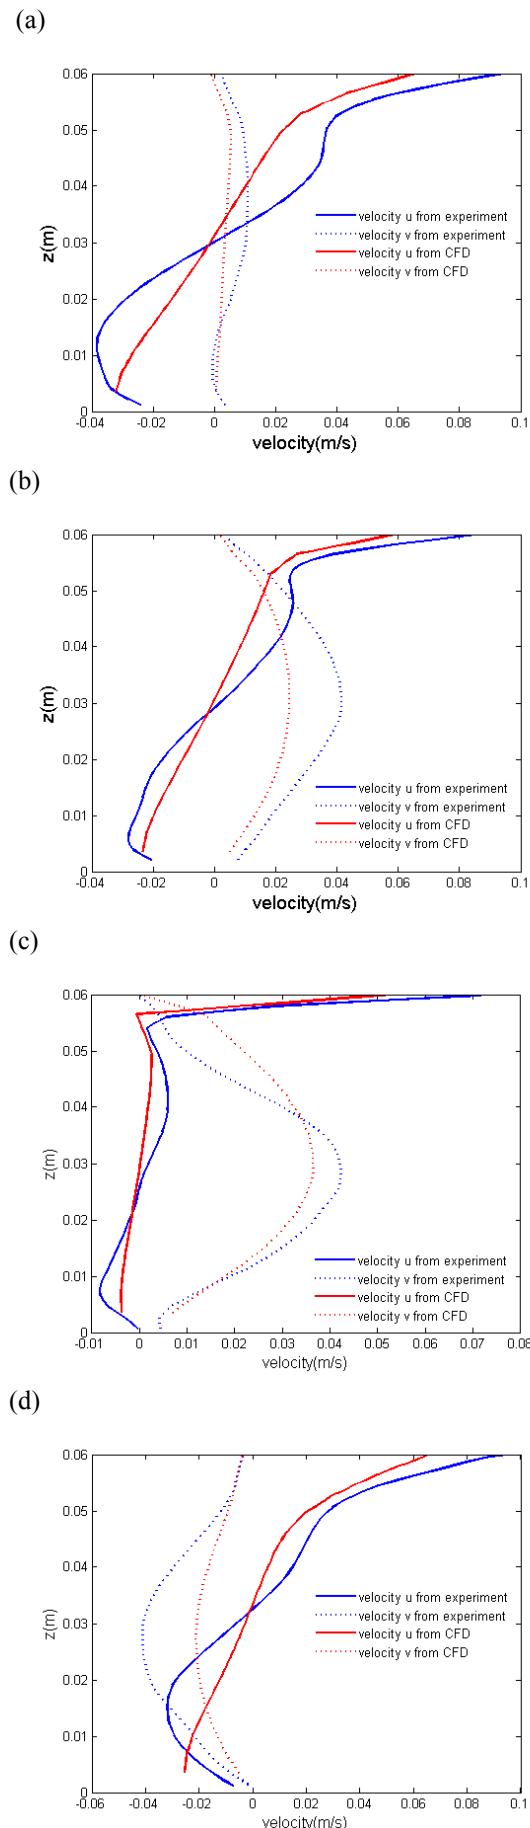 (a)
0.06
0.05
0.04
0.03
0.02
0.01
0
z(m)
velocity u from experiment
velocity v from experiment
velocity u from CFD
velocity v from CFD
-0.04 -0.02 0 0.02 0.04 0.06 0.08 0.1
velocity(m/s)
(b)
0.06
0.05
0.04
0.03
0.02
0.01
0
z(m)
velocity u from experiment
velocity v from experiment
velocity u from CFD
velocity v from CFD
-0.04 -0.02 0 0.02 0.04 0.06 0.08 0.1
velocity(m/s)
(c)
0.06
0.05
0.04
0.03
0.02
0.01
0
z(m)
velocity u from experiment
velocity v from experiment
velocity u from CFD
velocity v from CFD
-0.01 0 0.01 0.02 0.03 0.04 0.05 0.06 0.07 0.08
velocity(m/s)
(d)
0.06
0.05
0.04
0.03
0.02
0.01
0
z(m)
velocity u from experiment
velocity v from experiment
velocity u from CFD
velocity v from CFD
-0.06 -0.04 -0.02 0 0.02 0.04 0.06 0.08 0.1
velocity(m/s)